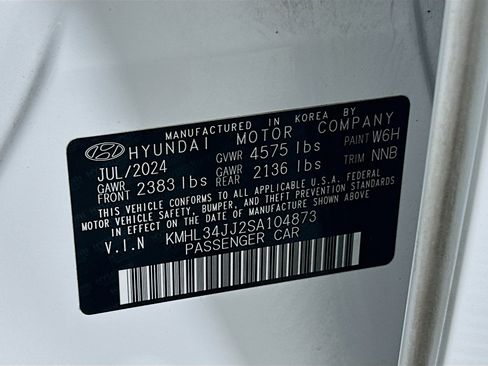 MANUFACTURED IN KOREA BY
HYUNDAI MOTOR COMPANY
JUL/2024 GVWR 4575 lbs PAINT W6H
GAWR FRONT 2383 lbs GAWR REAR 2136 lbs TRIM NNB
THIS VEHICLE CONFORMS TO ALL APPLICABLE U.S.A. FEDERAL
MOTOR VEHICLE SAFETY, BUMPER, AND THEFT PREVENTION STANDARDS
IN EFFECT ON THE DATE OF MANUFACTURE SHOWN ABOVE.
V.I.N KMHL34JJ2SA104873
PASSENGER CAR